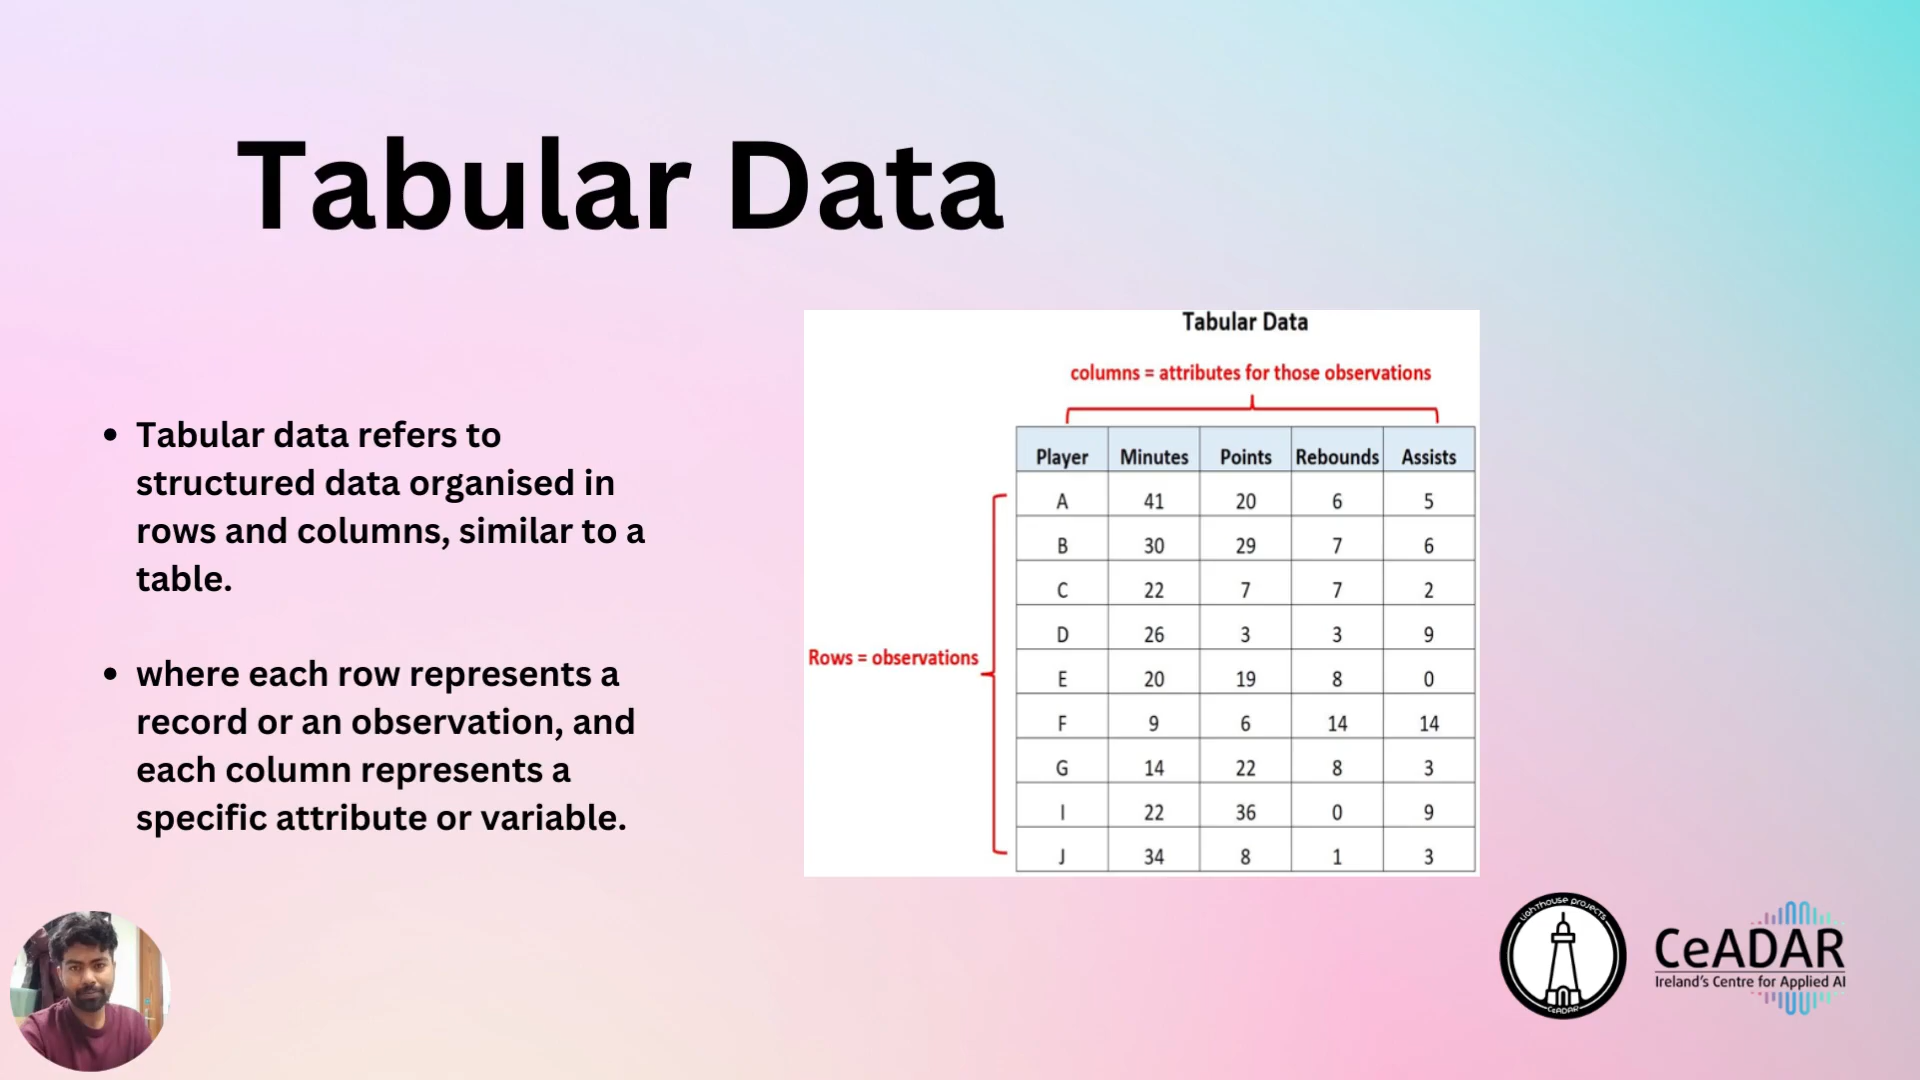 Tabular Data
Tabular data refers to
structured data organised in
rows and columns, similar to a
table.
where each row represents a
record or an observation, and
each column represents a
specific attribute or variable.
Tabular Data
columns = attributes for those observations
Rows = observations
Player Minutes Points Rebounds Assists
A 41 20 6 5
B 30 29 7 6
C 22 7 7 2
D 26 3 3 9
E 20 19 8 0
F 9 6 14 14
G 14 22 8 3
I 22 36 0 9
J 34 8 1 3
Lighthouse Projects
CeADAR
CeADAR
Ireland's Centre for Applied AI